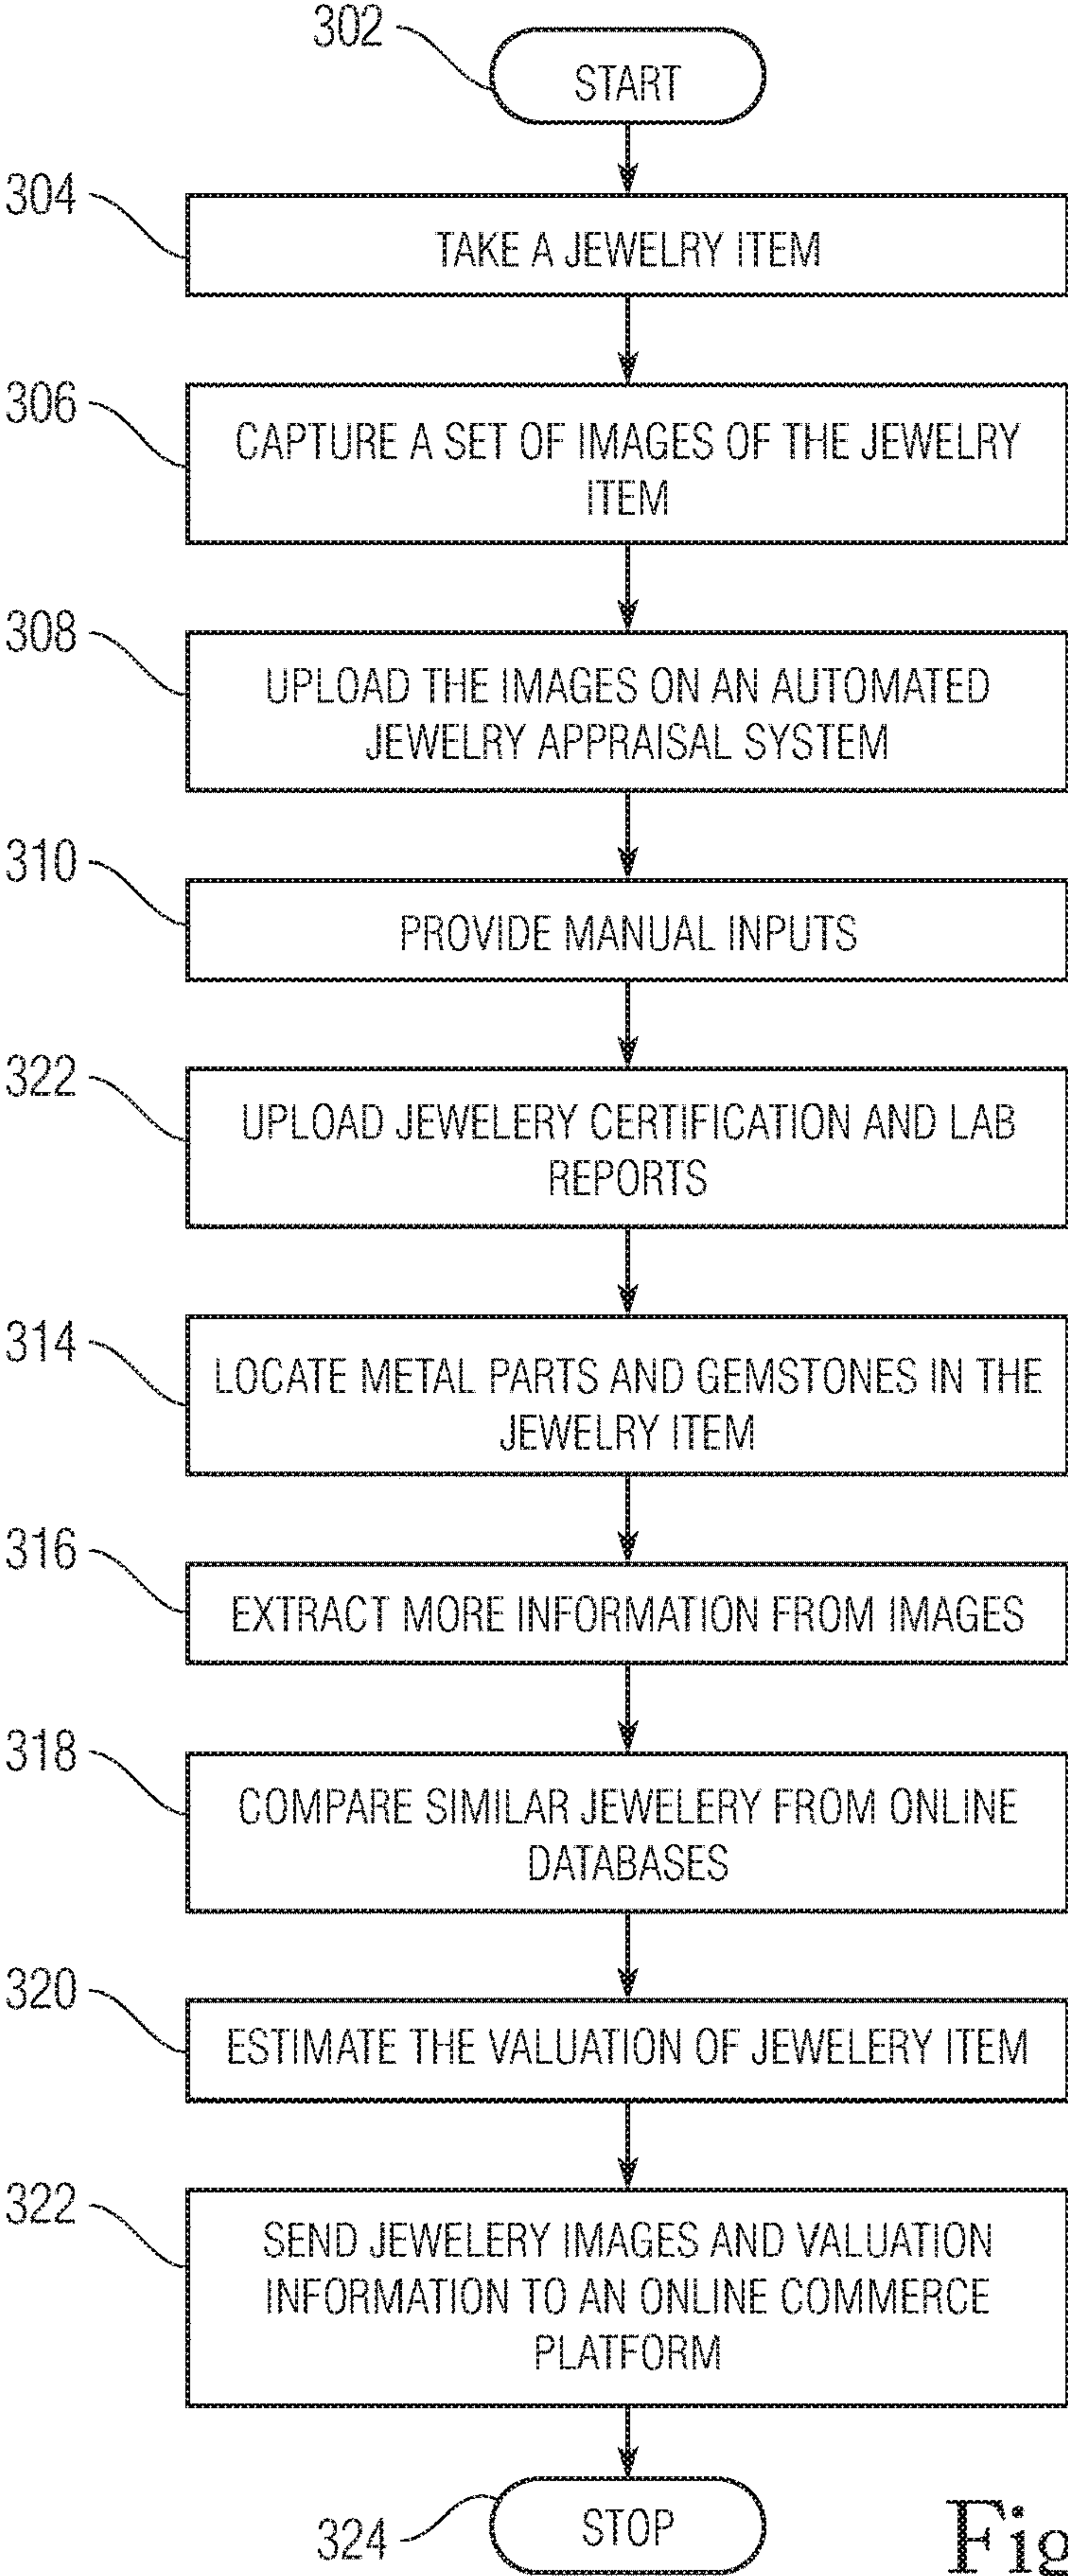 302
START
304
TAKE A JEWELRY ITEM
306
CAPTURE A SET OF IMAGES OF THE JEWELRY
ITEM
308
UPLOAD THE IMAGES ON AN AUTOMATED
JEWELRY APPRAISAL SYSTEM
310
PROVIDE MANUAL INPUTS
322
UPLOAD JEWELERY CERTIFICATION AND LAB
REPORTS
314
LOCATE METAL PARTS AND GEMSTONES IN THE
JEWELRY ITEM
316
EXTRACT MORE INFORMATION FROM IMAGES
318
COMPARE SIMILAR JEWELERY FROM ONLINE
DATABASES
320
ESTIMATE THE VALUATION OF JEWELERY ITEM
322
SEND JEWELERY IMAGES AND VALUATION
INFORMATION TO AN ONLINE COMMERCE
PLATFORM
324
STOP
Fig